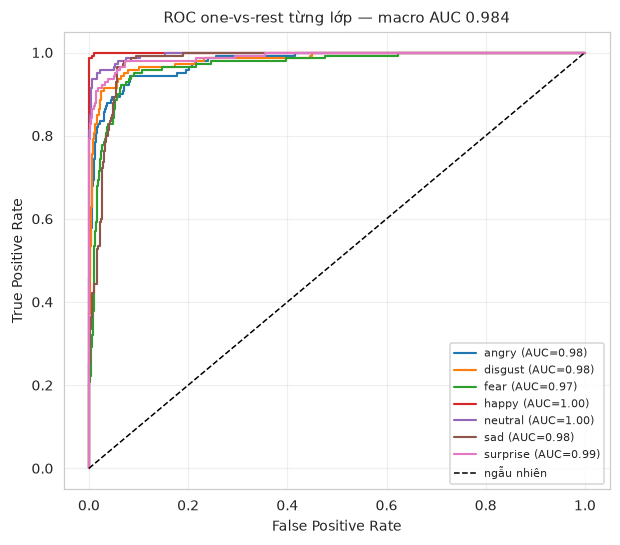 ROC one-vs-rest từng lớp — macro AUC 0.984
True Positive Rate
1.0
0.8
0.6
0.4
0.2
0.0
0.0 0.2 0.4 0.6 0.8 1.0
False Positive Rate
angry (AUC=0.98)
disgust (AUC=0.98)
fear (AUC=0.97)
happy (AUC=1.00)
neutral (AUC=1.00)
sad (AUC=0.98)
surprise (AUC=0.99)
ngẫu nhiên